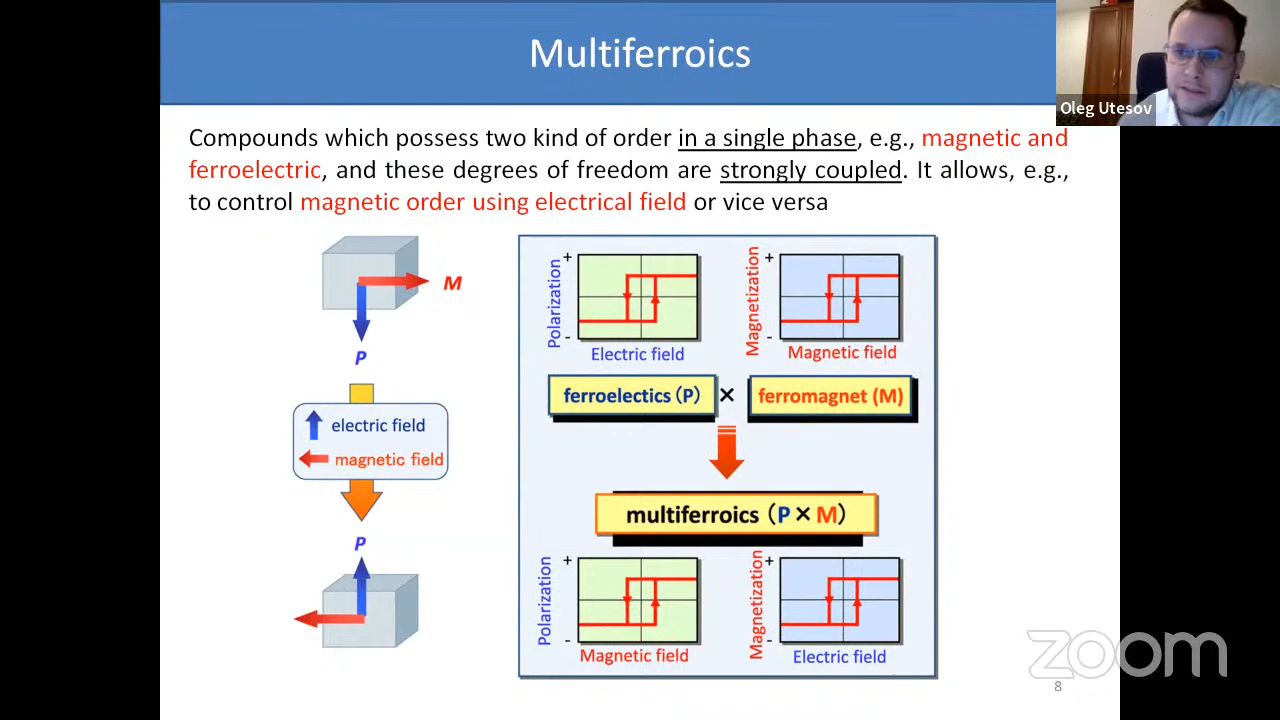 Multiferroics
Oleg Utesov
Compounds which possess two kind of order in a single phase, e.g., magnetic and
ferroelectric, and these degrees of freedom are strongly coupled. It allows, e.g.,
to control magnetic order using electrical field or vice versa
M
P
electric field
magnetic field
P
+
Polarization
-
Electric field
+
Magnetization
-
Magnetic field
ferroelectics (P) × ferromagnet (M)
multiferroics (P × M)
+
Polarization
-
Magnetic field
+
Magnetization
-
Electric field
zoom
8